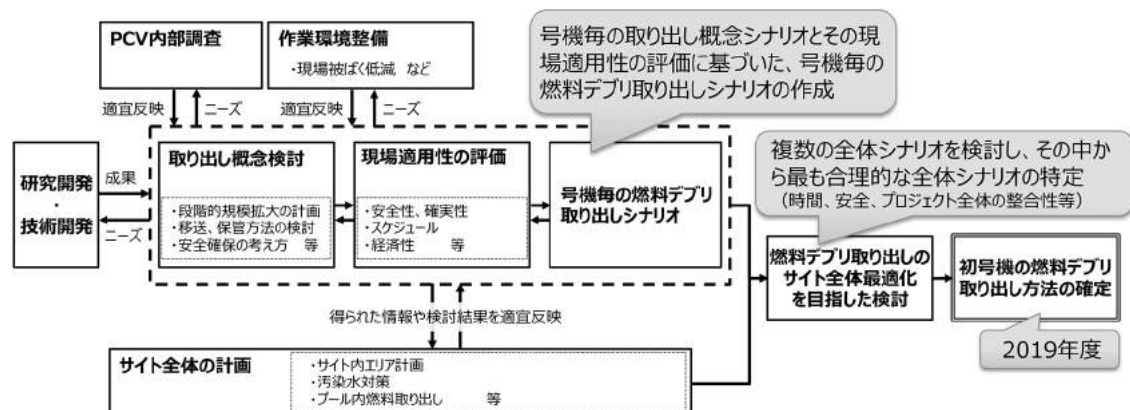 PCV内部調査
作業環境整備
・現場被ばく低減 など
号機毎の取り出し概念シナリオとその現
場適用性の評価に基づいた、号機毎の
燃料デブリ取り出しシナリオの作成
適宜反映
ニーズ
適宜反映
ニーズ
研究開発
・
技術開発
成果
ニーズ
取り出し概念検討
・段階的規模拡大の計画
・移送、保管方法の検討
・安全確保の考え方 等
現場適用性の評価
・安全性、確実性
・スケジュール
・経済性 等
号機毎の燃料デブリ
取り出しシナリオ
複数の全体シナリオを検討し、その中か
ら最も合理的な全体シナリオの特定
（時間、安全、プロジェクト全体の整合性等）
燃料デブリ取り出しの
サイト全体最適化
を目指した検討
初号機の燃料デブリ
取り出し方法の確定
2019年度
得られた情報や検討結果を適宜反映
サイト全体の計画
・サイト内エリア計画
・汚染水対策
・プール内燃料取り出し 等